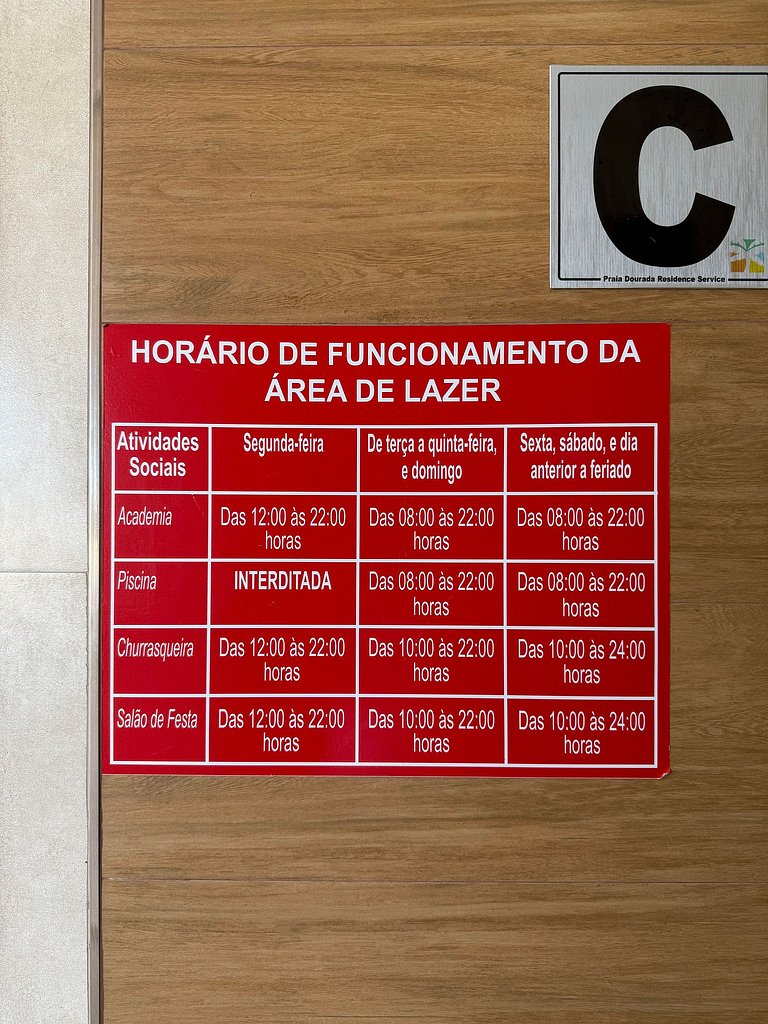 C
Praia Dourada Residence Service
HORÁRIO DE FUNCIONAMENTO DA
ÁREA DE LAZER
Atividades
Sociais
Segunda-feira
De terça a quinta-feira,
e domingo
Sexta, sábado, e dia
anterior a feriado
Academia
Das 12:00 às 22:00
horas
Das 08:00 às 22:00
horas
Das 08:00 às 22:00
horas
Piscina
INTERDITADA
Das 08:00 às 22:00
horas
Das 08:00 às 22:00
horas
Churrasqueira
Das 12:00 às 22:00
horas
Das 10:00 às 22:00
horas
Das 10:00 às 24:00
horas
Salão de Festa
Das 12:00 às 22:00
horas
Das 10:00 às 22:00
horas
Das 10:00 às 24:00
horas